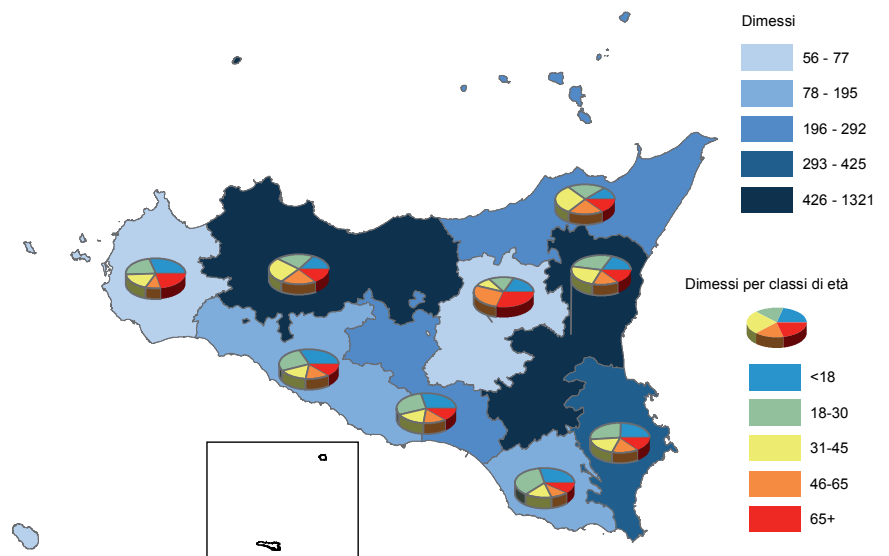 Dimessi
56 - 77
78 - 195
196 - 292
293 - 425
426 - 1321
Dimessi per classi di età
<18
18-30
31-45
46-65
65+